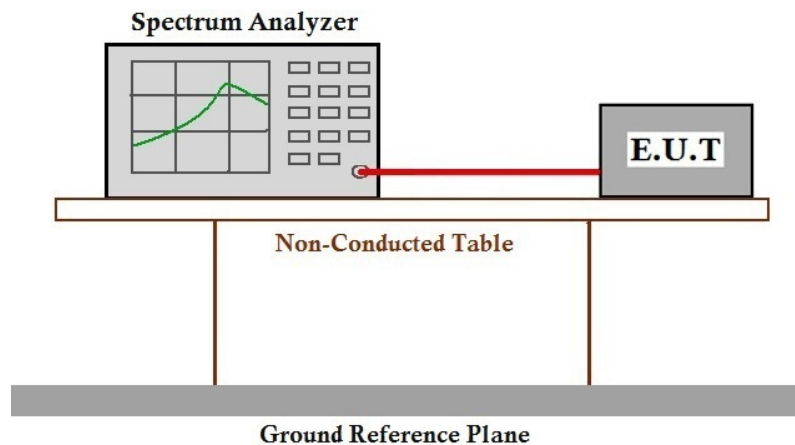 Spectrum Analyzer
E.U.T
Non-Conducted Table
Ground Reference Plane